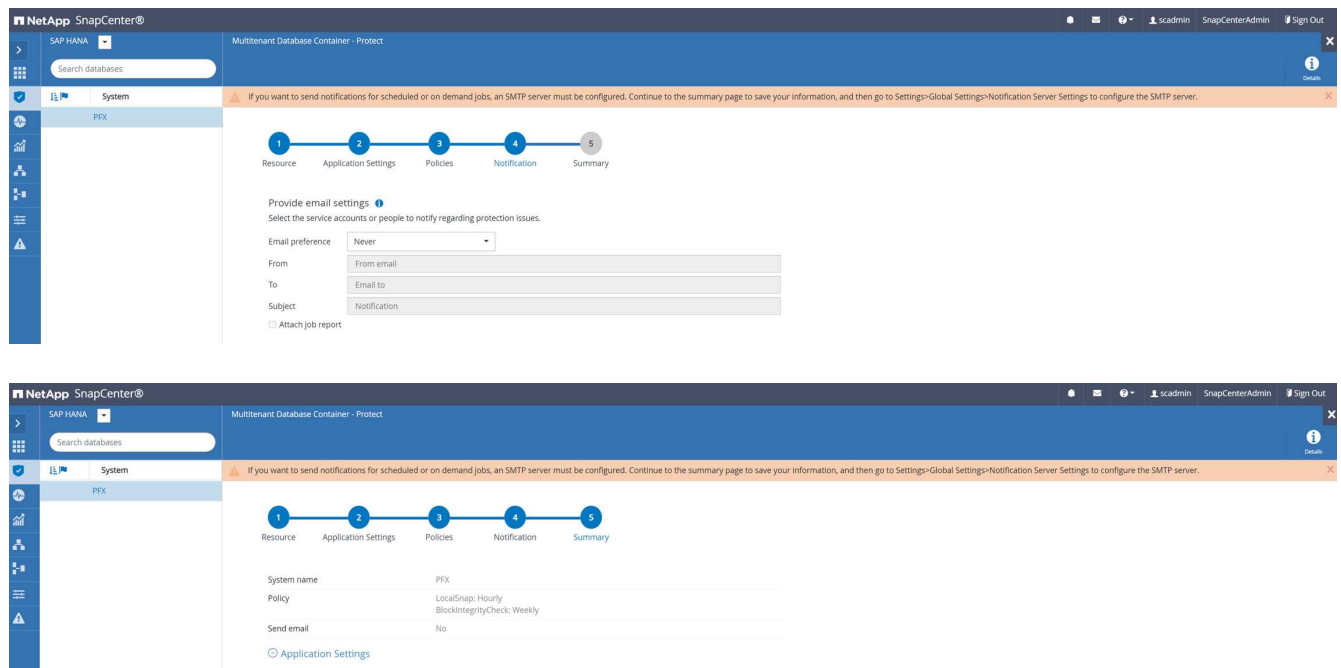 NetApp SnapCenter®
scadmin SnapCenterAdmin Sign Out
SAP HANA
Multitenant Database Container - Protect
Search databases
Details
System
If you want to send notifications for scheduled or on demand jobs, an SMTP server must be configured. Continue to the summary page to save your information, and then go to Settings>Global Settings>Notification Server Settings to configure the SMTP server.
PFX
1 2 3 4 5
Resource Application Settings Policies Notification Summary
Provide email settings
Select the service accounts or people to notify regarding protection issues.
Email preference Never
From From email
To Email to
Subject Notification
Attach job report
NetApp SnapCenter®
scadmin SnapCenterAdmin Sign Out
SAP HANA
Multitenant Database Container - Protect
Search databases
Details
System
If you want to send notifications for scheduled or on demand jobs, an SMTP server must be configured. Continue to the summary page to save your information, and then go to Settings>Global Settings>Notification Server Settings to configure the SMTP server.
PFX
1 2 3 4 5
Resource Application Settings Policies Notification Summary
System name PFX
Policy LocalSnap: Hourly
BlockIntegrityCheck: Weekly
Send email No
Application Settings